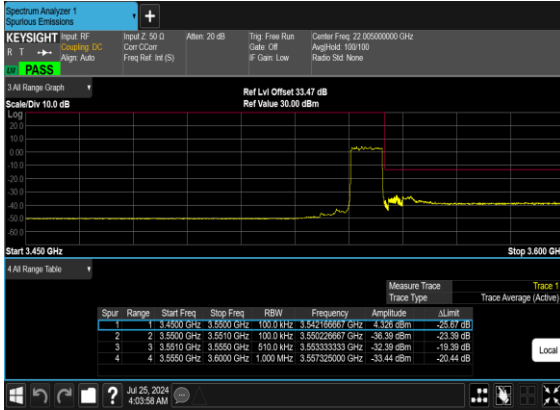 Spectrum Analyzer 1
Spurious Emissions
+
KEYSIGHT
R T
PASS
Input: RF
Coupling: DC
Align: Auto
Input Z: 50 Ω
Corr CCorr
Freq Ref: Int (S)
Atten: 20 dB
Trig: Free Run
Gate: Off
IF Gain: Low
Center Freq: 22.005000000 GHz
Avg|Hold: 100/100
Radio Std: None
3 All Range Graph
Scale/Div 10.0 dB
Ref Lvl Offset 33.47 dB
Ref Value 30.00 dBm
Log
20.0
10.0
0.00
-10.0
-20.0
-30.0
-40.0
-50.0
-60.0
Start 3.450 GHz
Stop 3.600 GH
4 All Range Table
Measure Trace Trace 1
Trace Type Trace Average (Active)
Spur Range Start Freq Stop Freq RBW Frequency Amplitude ΔLimit
1 1 3.4500 GHz 3.5500 GHz 100.0 kHz 3.542166667 GHz 4.326 dBm -25.67 dB
2 2 3.5500 GHz 3.5510 GHz 100.0 kHz 3.550226667 GHz -36.39 dBm -23.39 dB
3 3 3.5510 GHz 3.5550 GHz 510.0 kHz 3.553333333 GHz -32.39 dBm -19.39 dB
4 4 3.5550 GHz 3.6000 GHz 1.000 MHz 3.557325000 GHz -33.44 dBm -20.44 dB
Local
?
Jul 25, 2024
4:03:58 AM